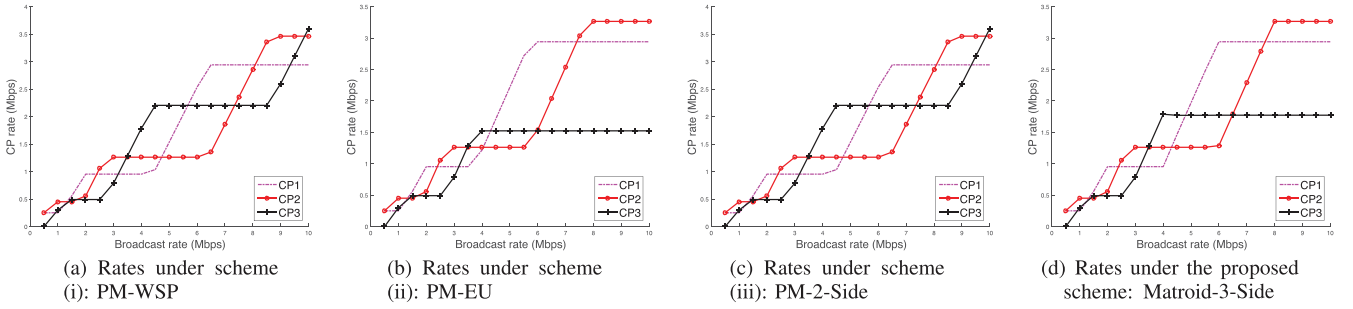 4
3.5
3
2.5
2
1.5
1
0.5
0
CP rate (Mbps)
0 1 2 3 4 5 6 7 8 9 10
Broadcast rate (Mbps)
CP1
CP2
CP3
(a) Rates under scheme
(i): PM-WSP
3.5
3
2.5
2
1.5
1
0.5
0
CP rate (Mbps)
0 1 2 3 4 5 6 7 8 9 10
Broadcast rate (Mbps)
CP1
CP2
CP3
(b) Rates under scheme
(ii): PM-EU
4
3.5
3
2.5
2
1.5
1
0.5
0
CP rate (Mbps)
0 1 2 3 4 5 6 7 8 9 10
Broadcast rate (Mbps)
CP1
CP2
CP3
(c) Rates under scheme
(iii): PM-2-Side
3.5
3
2.5
2
1.5
1
0.5
0
CP rate (Mbps)
0 1 2 3 4 5 6 7 8 9 10
Broadcast rate (Mbps)
CP1
CP2
CP3
(d) Rates under the proposed
scheme: Matroid-3-Side